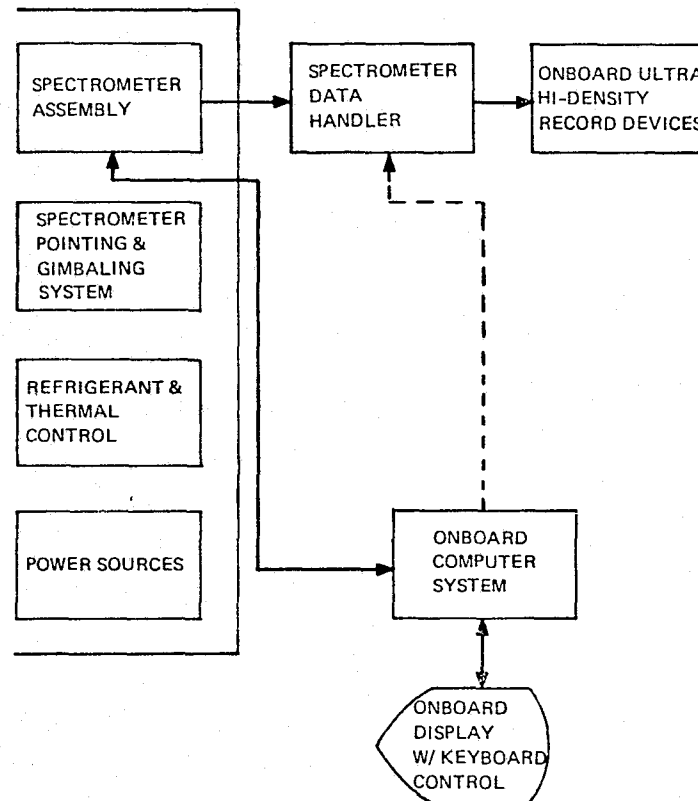 SPECTROMETER
ASSEMBLY
SPECTROMETER
DATA
HANDLER
ONBOARD ULTRA
HI-DENSITY
RECORD DEVICES
SPECTROMETER
POINTING &
GIMBALING
SYSTEM
REFRIGERANT &
THERMAL
CONTROL
POWER SOURCES
ONBOARD
COMPUTER
SYSTEM
ONBOARD
DISPLAY
W/ KEYBOARD
CONTROL